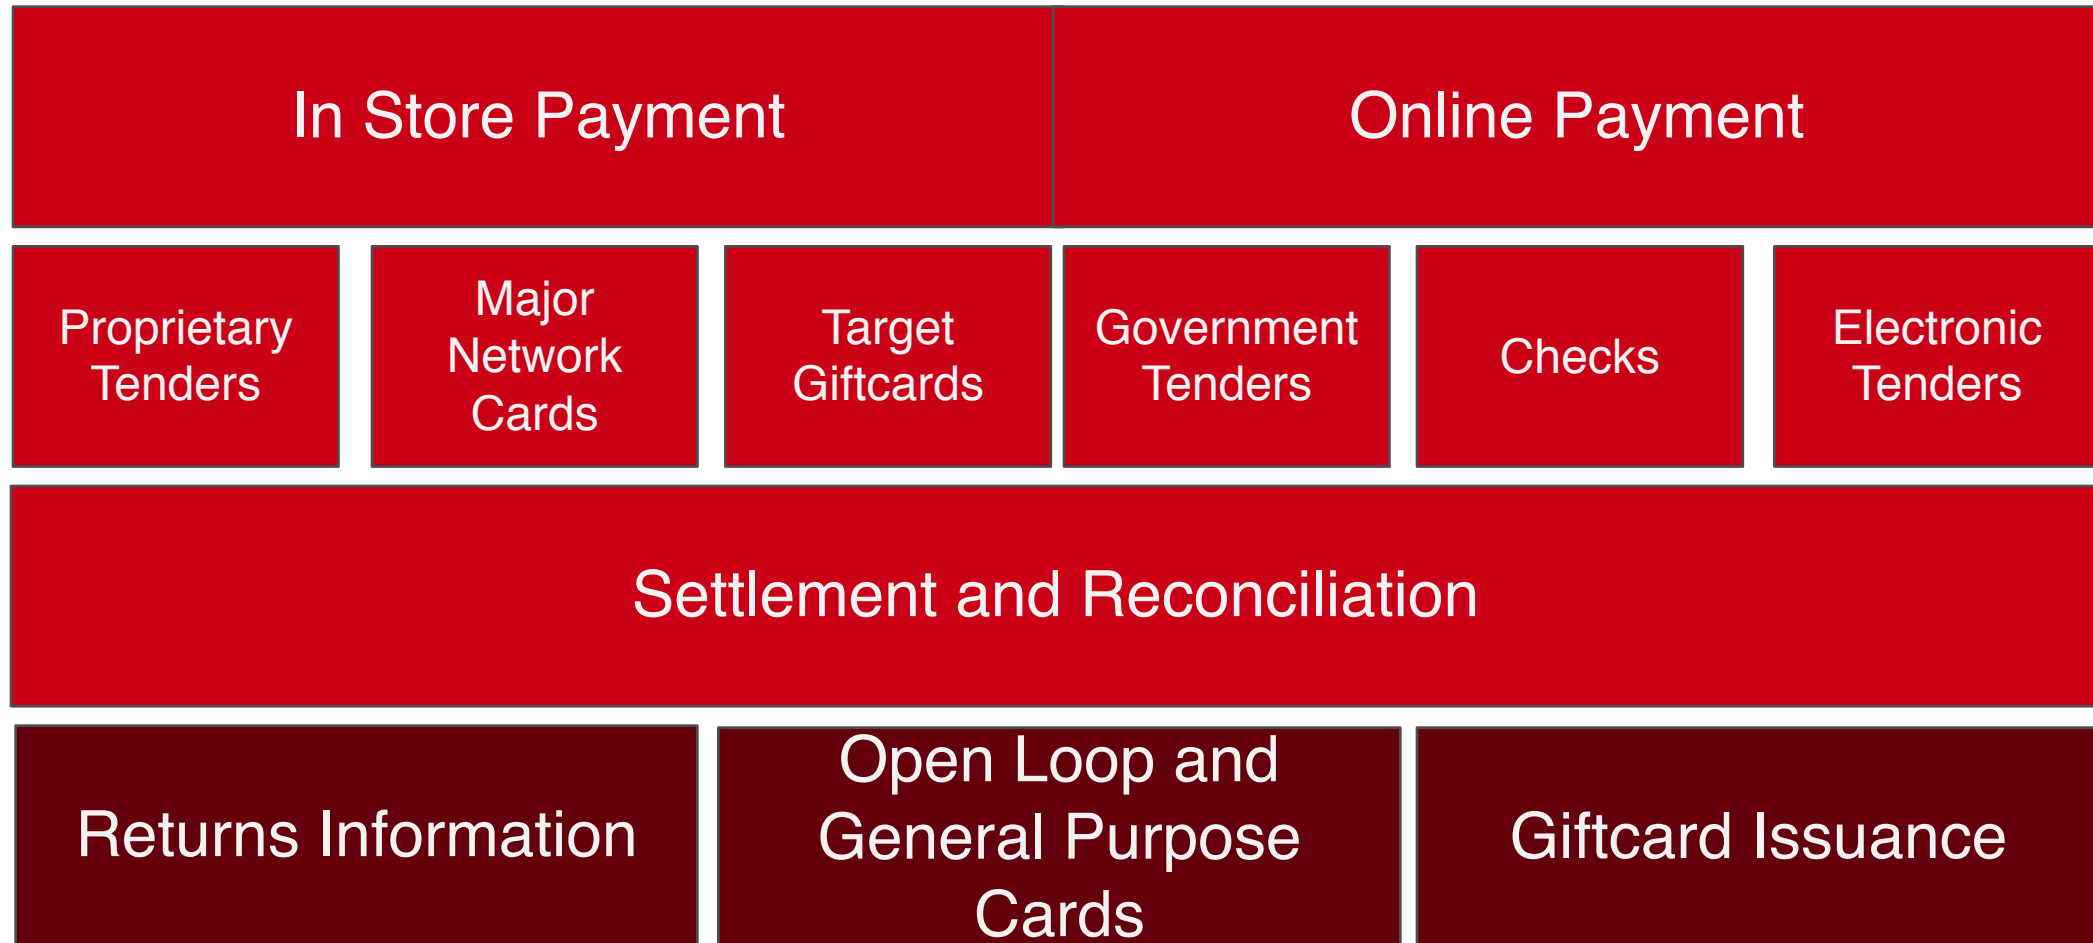 In Store Payment
Online Payment
Proprietary
Tenders
Major
Network
Cards
Target
Giftcards
Government
Tenders
Checks
Electronic
Tenders
Settlement and Reconciliation
Returns Information
Open Loop and
General Purpose
Cards
Giftcard Issuance